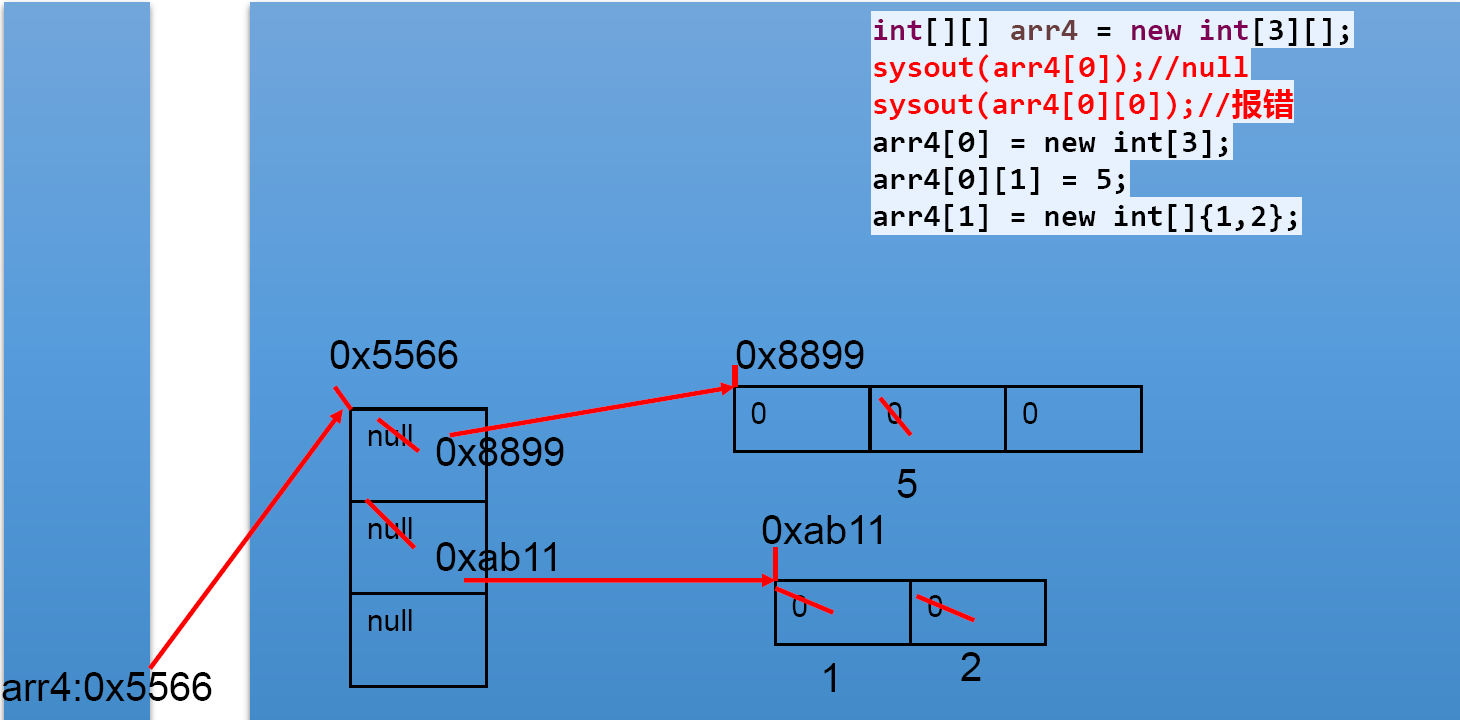 int[][] arr4 = new int[3][];
sysout(arr4[0]);//null
sysout(arr4[0][0]);//报错
arr4[0] = new int[3];
arr4[0][1] = 5;
arr4[1] = new int[]{1,2};
0x5566
0x8899
null
0x8899
0
0
0
5
null
0xab11
0xab11
0
0
1
2
null
arr4:0x5566